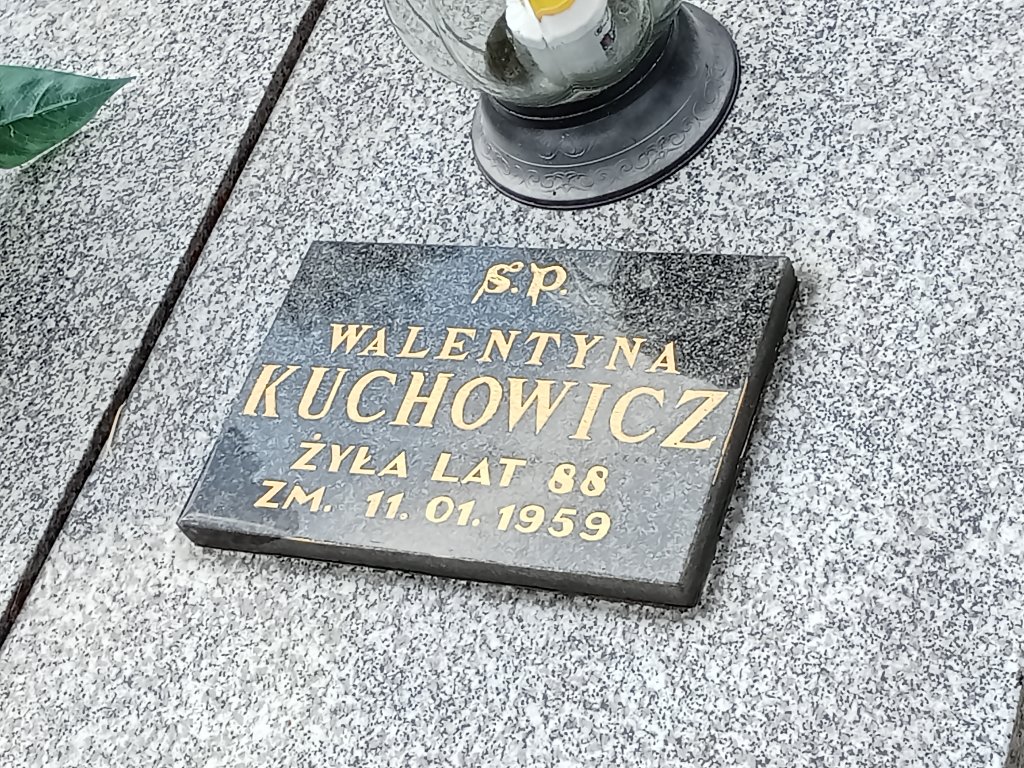 Ś.P.
WALENTYNA
KUCHOWICZ
ŻYŁA LAT 88
ZM. 11.01.1959